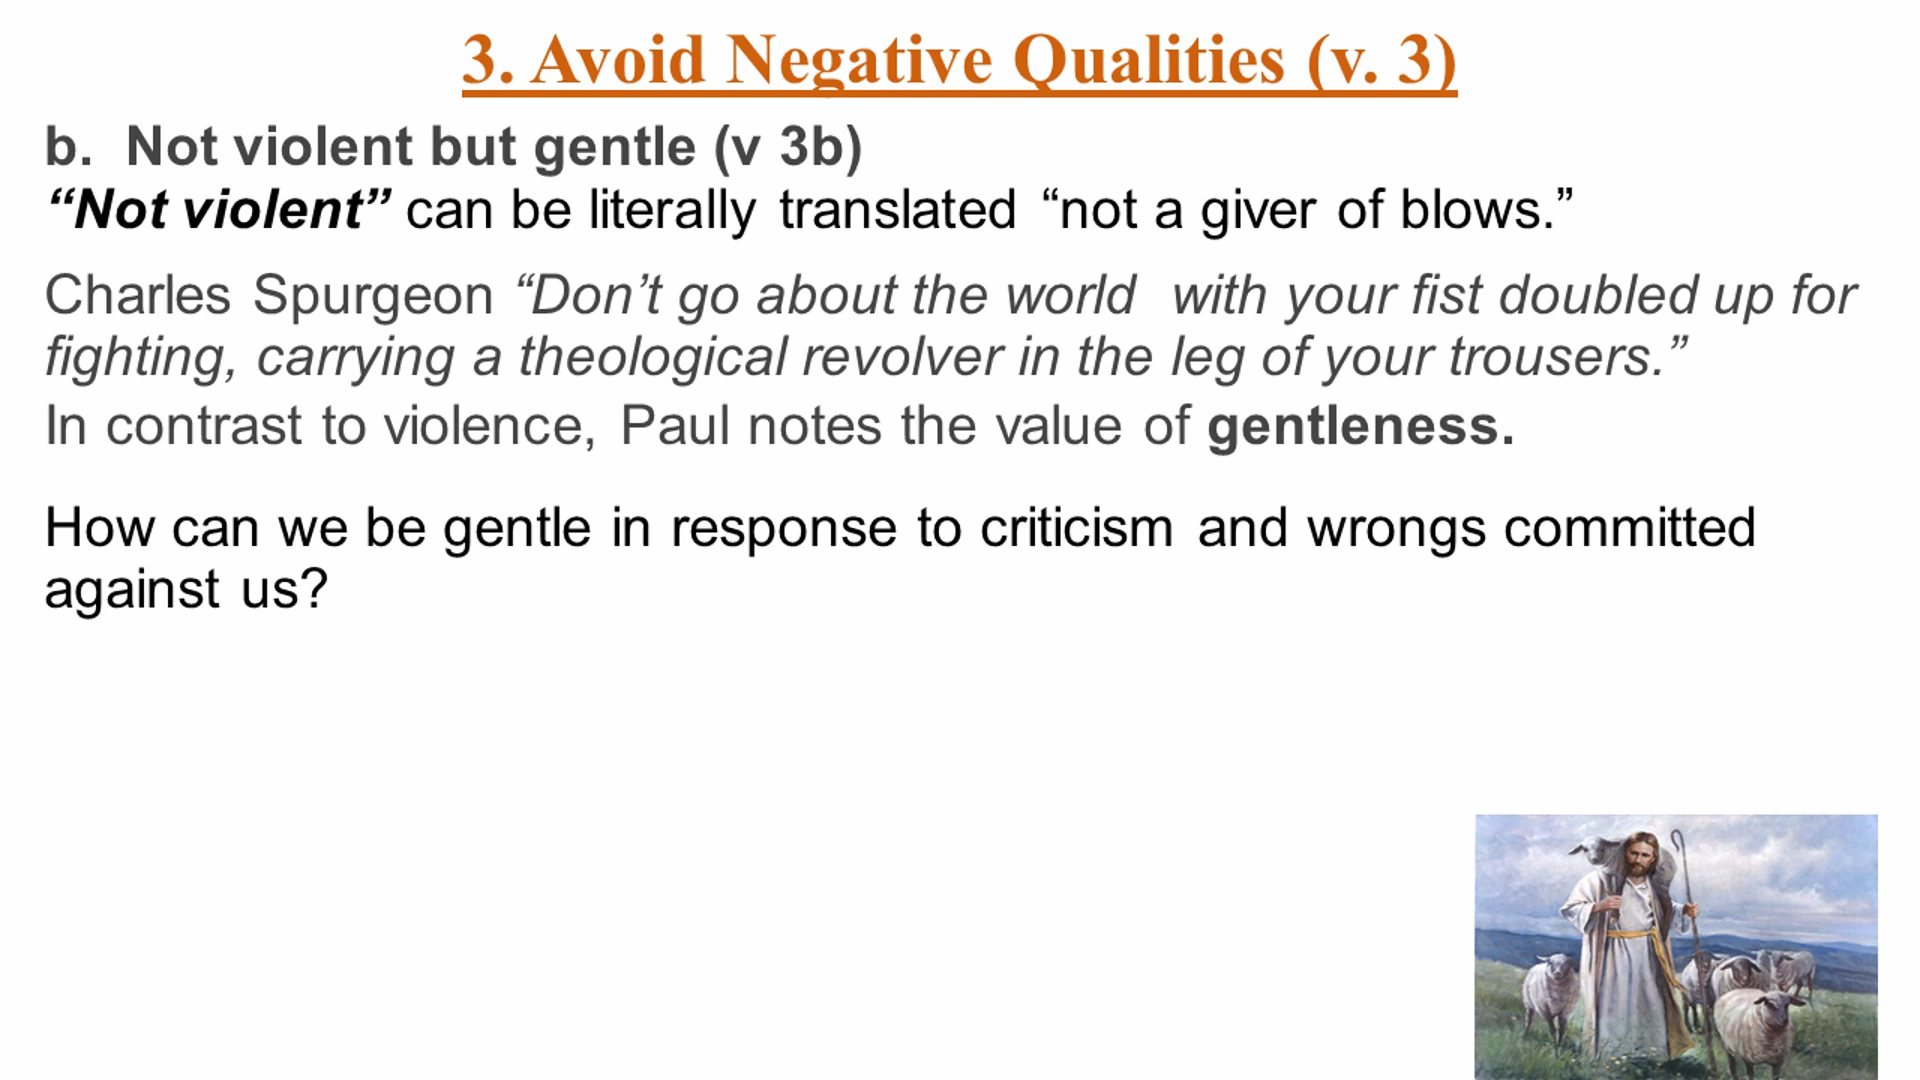 3. Avoid Negative Qualities (v. 3)
b. Not violent but gentle (v 3b)
“Not violent” can be literally translated “not a giver of blows.”
Charles Spurgeon “Don’t go about the world with your fist doubled up for
fighting, carrying a theological revolver in the leg of your trousers.”
In contrast to violence, Paul notes the value of gentleness.
How can we be gentle in response to criticism and wrongs committed
against us?